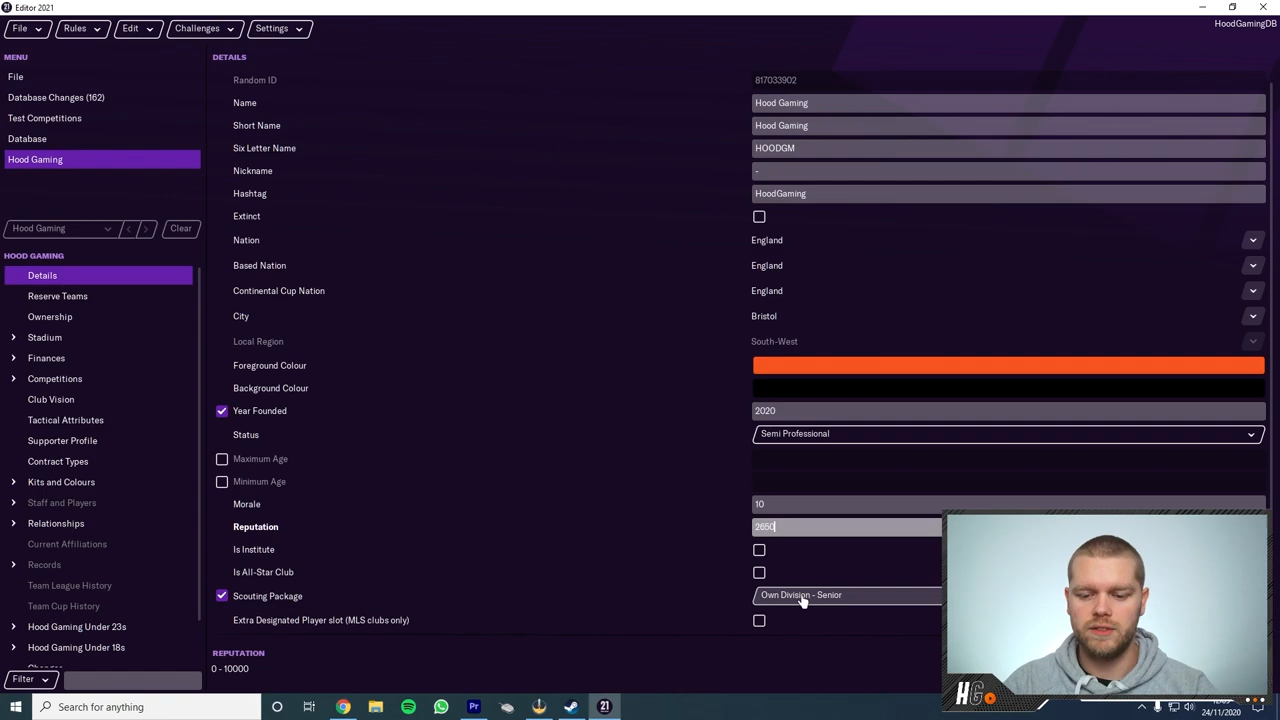 21 Editor 2021
File Rules Edit Challenges Settings HoodGamingDB
MENU
File
Database Changes (162)
Test Competitions
Database
Hood Gaming
Hood Gaming Clear
HOOD GAMING
Details
Reserve Teams
Ownership
Stadium
Finances
Competitions
Club Vision
Tactical Attributes
Supporter Profile
Contract Types
Kits and Colours
Staff and Players
Relationships
Current Affiliations
Records
Team League History
Team Cup History
Hood Gaming Under 23s
Hood Gaming Under 18s
Changes
Filter
DETAILS
Random ID 817033902
Name Hood Gaming
Short Name Hood Gaming
Six Letter Name HOODGM
Nickname -
Hashtag HoodGaming
Extinct
Nation England
Based Nation England
Continental Cup Nation England
City Bristol
Local Region South-West
Foreground Colour
Background Colour
Year Founded 2020
Status Semi Professional
Maximum Age
Minimum Age
Morale 10
Reputation 2650
Is Institute
Is All-Star Club
Scouting Package Own Division - Senior
Extra Designated Player slot (MLS clubs only)
REPUTATION
0 - 10000
HG
Search for anything
Pr
21
24/11/2020